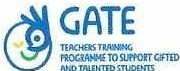 GATE
TEACHERS TRAINING
PROGRAMME TO SUPPORT GIFTED
AND TALENTED STUDENTS